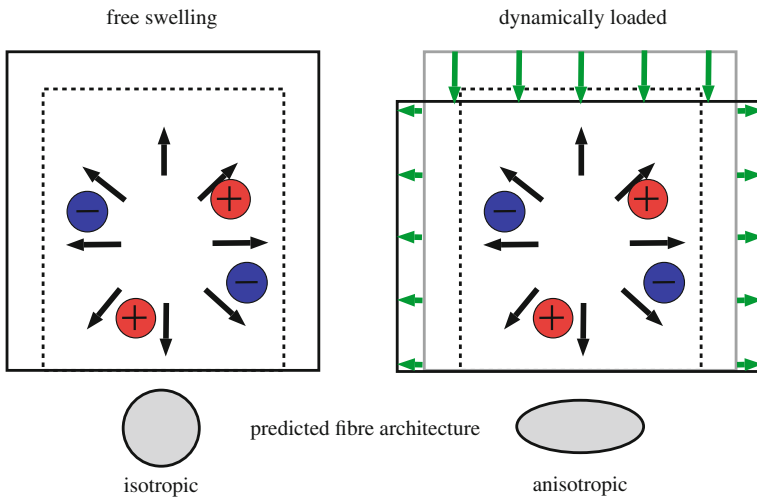 free swelling
dynamically loaded
− + − +
− + − +
predicted fibre architecture
isotropic
anisotropic